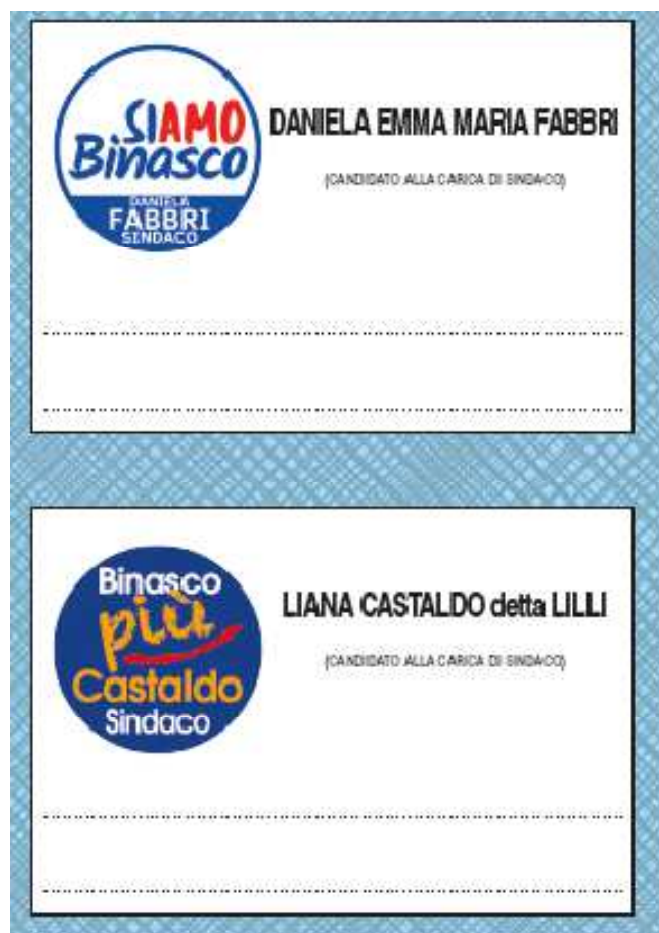 SIAMO
Binasco
DANIELA
FABBRI
SINDACO
DANIELA EMMA MARIA FABBRI
(CANDIDATO ALLA CARICA DI SINDACO)
Binasco
più
Castaldo
Sindaco
LIANA CASTALDO detta LILLI
(CANDIDATO ALLA CARICA DI SINDACO)